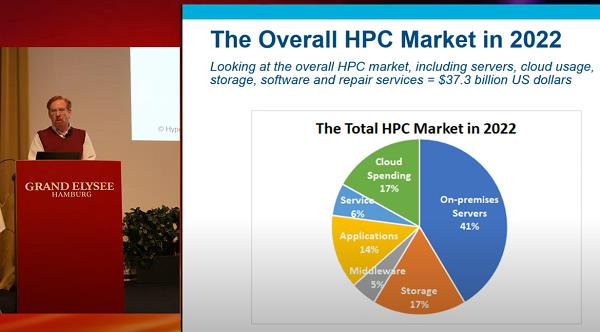 The Overall HPC Market in 2022
Looking at the overall HPC market, including servers, cloud usage,
storage, software and repair services = $37.3 billion US dollars
© Hype
GRAND ELYSEE
HAMBURG
The Total HPC Market in 2022
Cloud
Spending
17%
On-premises
Servers
41%
Service
6%
Applications
14%
Middleware
5%
Storage
17%